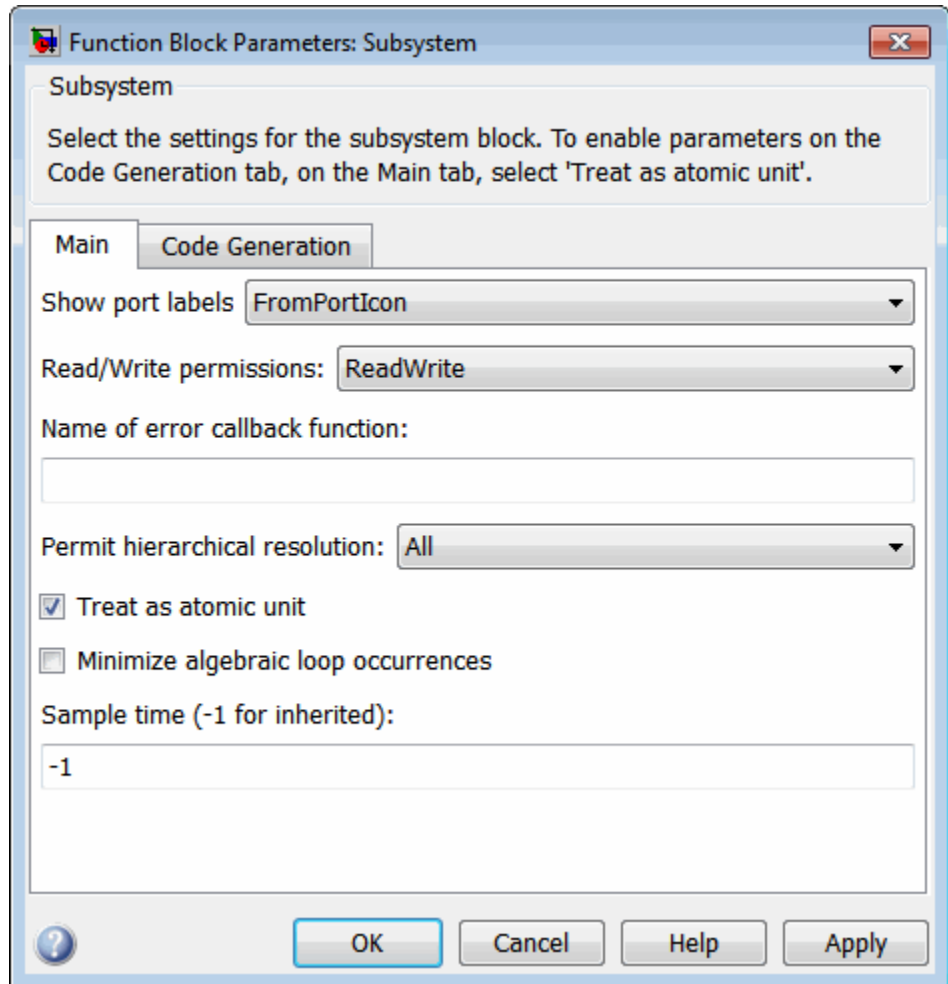 Function Block Parameters: Subsystem
Subsystem
Select the settings for the subsystem block. To enable parameters on the
Code Generation tab, on the Main tab, select 'Treat as atomic unit'.
Main Code Generation
Show port labels FromPortIcon
Read/Write permissions: ReadWrite
Name of error callback function:
Permit hierarchical resolution: All
Treat as atomic unit
Minimize algebraic loop occurrences
Sample time (-1 for inherited):
-1
? OK Cancel Help Apply